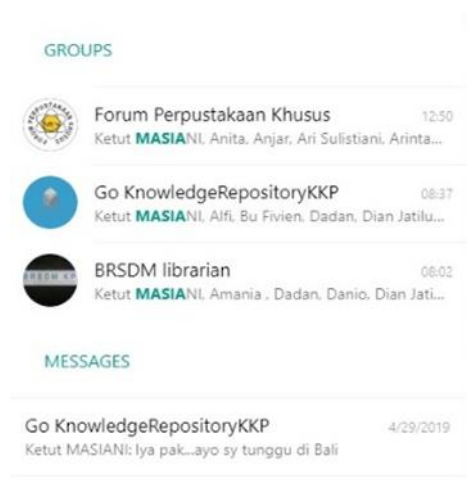 GROUPS
Forum Perpustakaan Khusus 12:50
Ketut MASIANI, Anita, Anjar, Ari Sulistiani, Arinta...
Go KnowledgeRepositoryKKP 08:37
Ketut MASIANI, Alfi, Bu Fivien, Dadan, Dian Jatilu...
BRSDM librarian 08:02
Ketut MASIANI, Amania , Dadan, Danio, Dian Jati...
MESSAGES
Go KnowledgeRepositoryKKP 4/29/2019
Ketut MASIANI: Iya pak...ayo sy tunggu di Bali